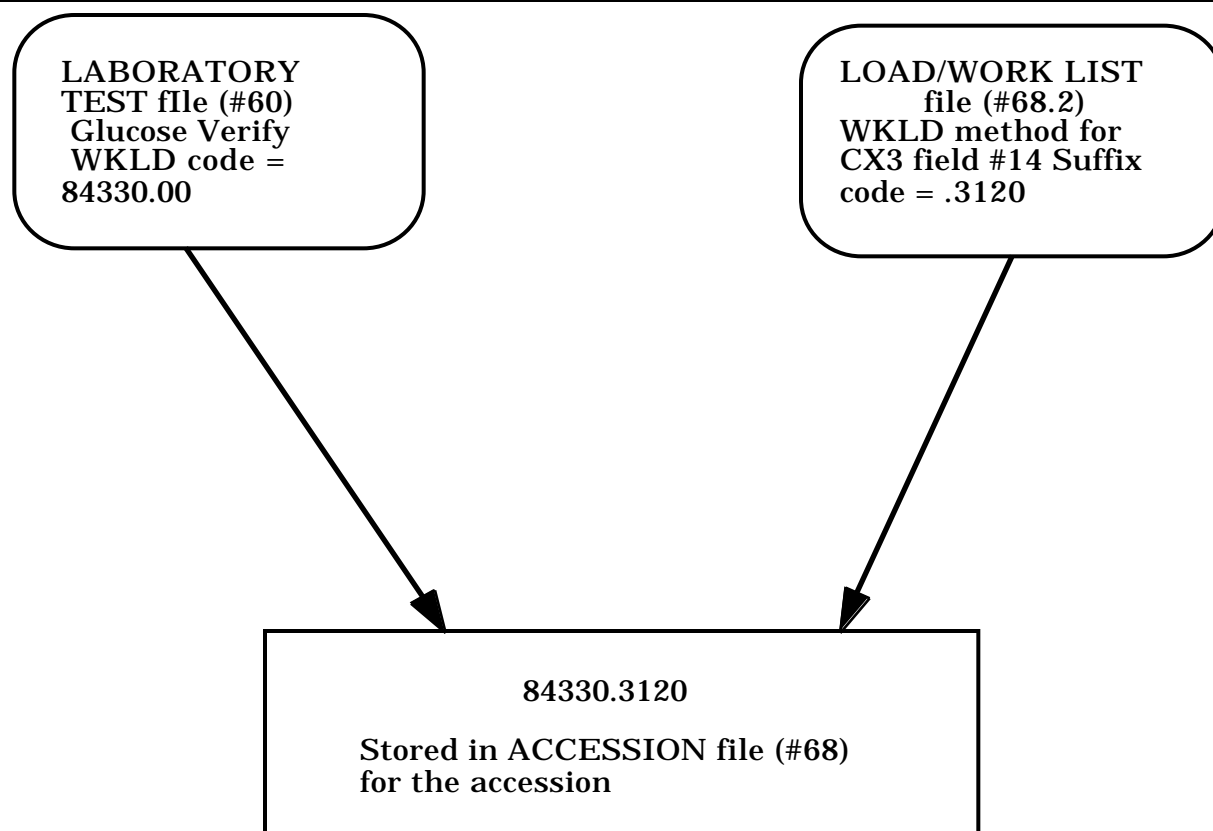 LABORATORY
TEST fIle (#60)
Glucose Verify
WKLD code =
84330.00
LOAD/WORK LIST
file (#68.2)
WKLD method for
CX3 field #14 Suffix
code = .3120
84330.3120
Stored in ACCESSION file (#68)
for the accession